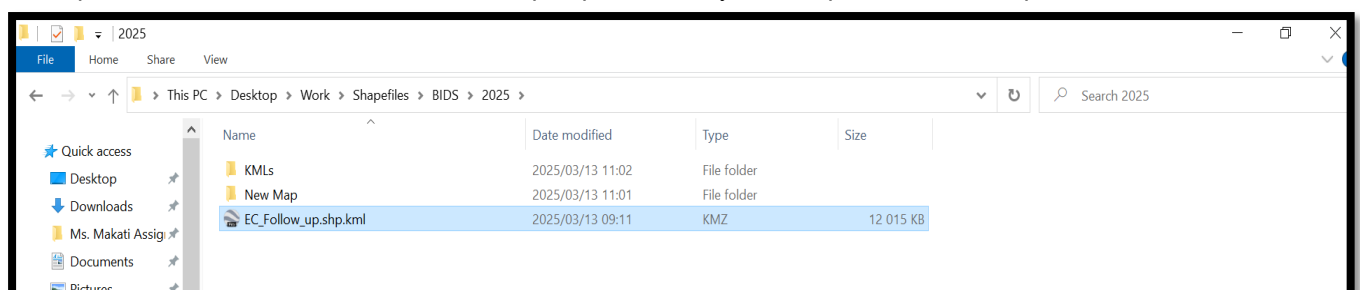 2025
File Home Share View
This PC > Desktop > Work > Shapefiles > BIDS > 2025 >
Search 2025
Name Date modified Type Size
Quick access
Desktop
Downloads
Ms. Makati Assig
Documents
Pictures
KMLs 2025/03/13 11:02 File folder
New Map 2025/03/13 11:01 File folder
EC_Follow_up.shp.kml 2025/03/13 09:11 KMZ 12 015 KB